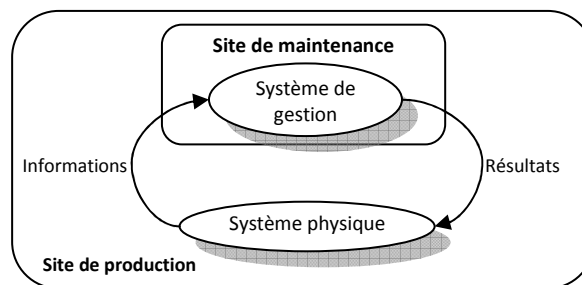 Site de maintenance
Système de
gestion
Informations
Résultats
Système physique
Site de production